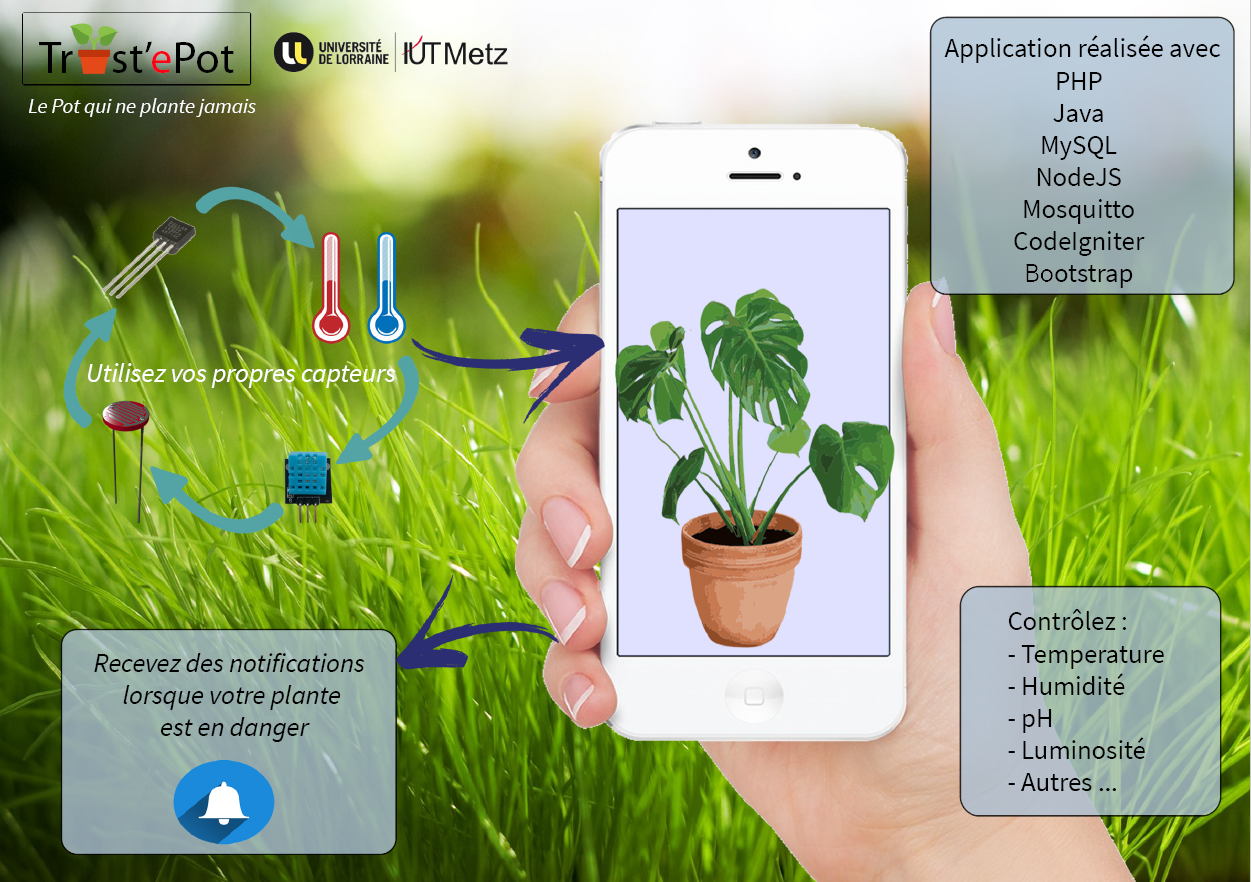 Trust'ePot
Le Pot qui ne plante jamais
UNIVERSITÉ
DE LORRAINE
IUT Metz
Application réalisée avec
PHP
Java
MySQL
NodeJS
Mosquitto
CodeIgniter
Bootstrap
Utilisez vos propres capteurs
Recevez des notifications
lorsque votre plante
est en danger
Contrôlez :
- Temperature
- Humidité
- pH
- Luminosité
- Autres ...